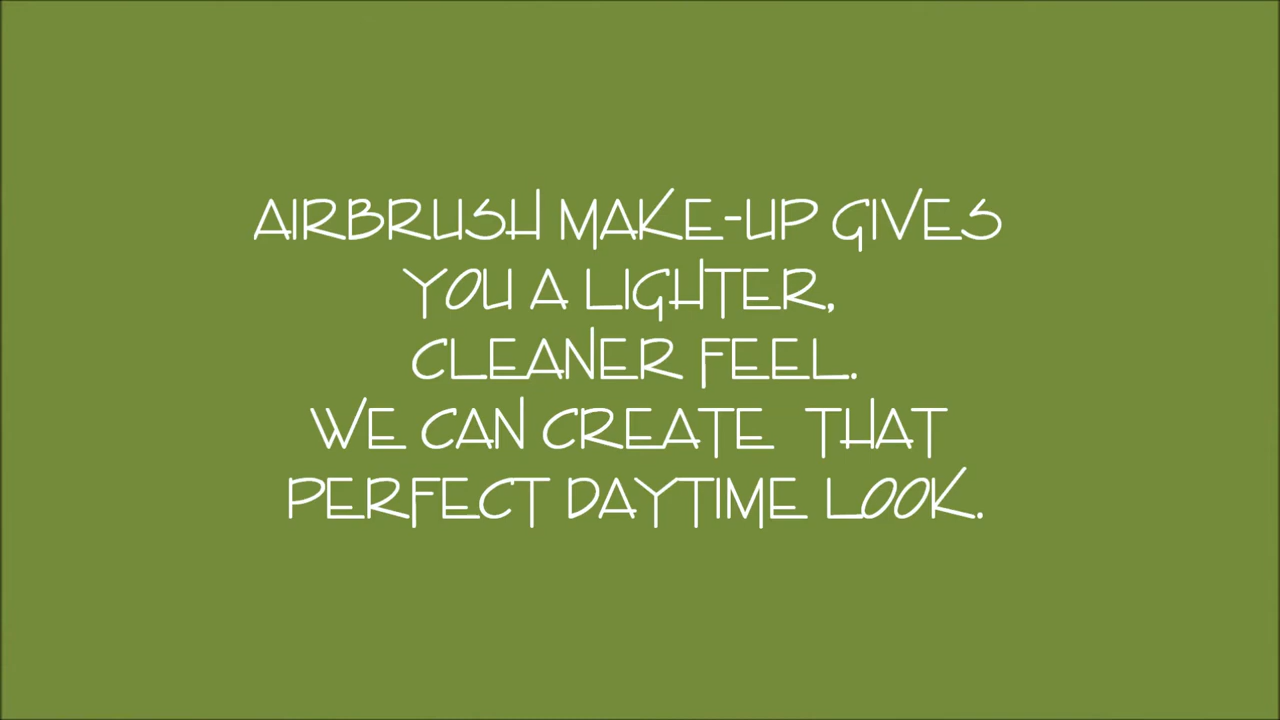 AIRBRUSH MAKE-UP GIVES
YOU A LIGHTER,
CLEANER FEEL.
WE CAN CREATE THAT
PERFECT DAYTIME LOOK.